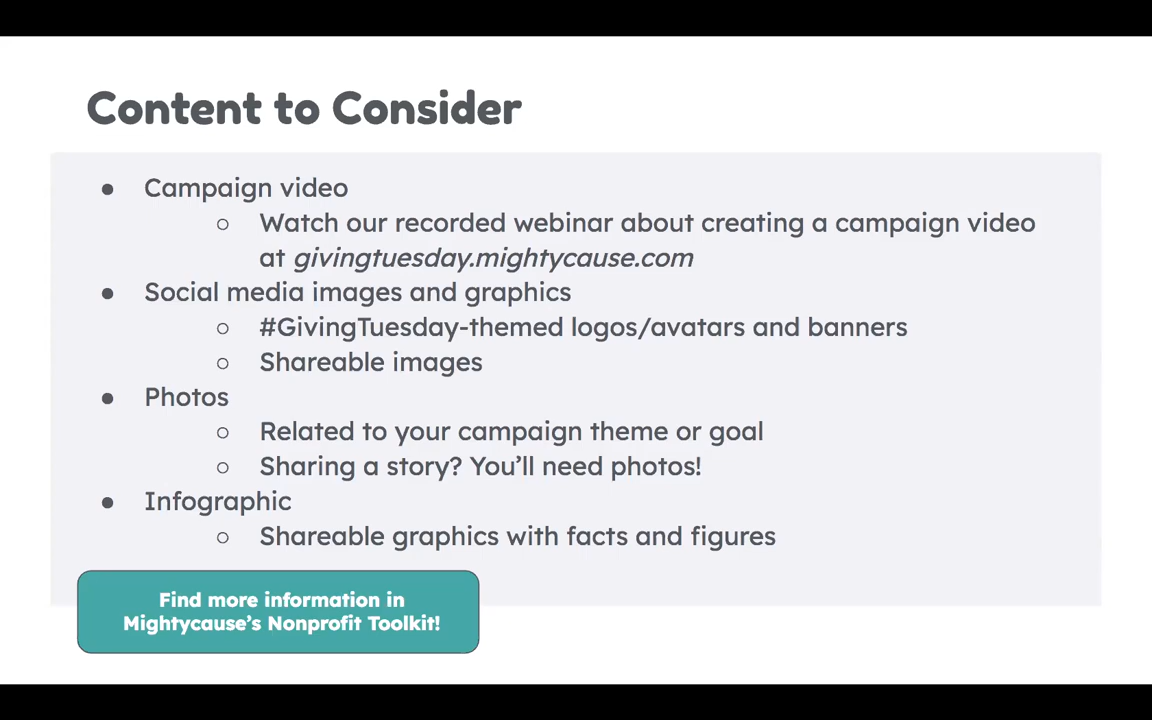 Content to Consider
● Campaign video
○ Watch our recorded webinar about creating a campaign video
at givingtuesday.mightycause.com
● Social media images and graphics
○ #GivingTuesday-themed logos/avatars and banners
○ Shareable images
● Photos
○ Related to your campaign theme or goal
○ Sharing a story? You’ll need photos!
● Infographic
○ Shareable graphics with facts and figures
Find more information in
Mightycause’s Nonprofit Toolkit!